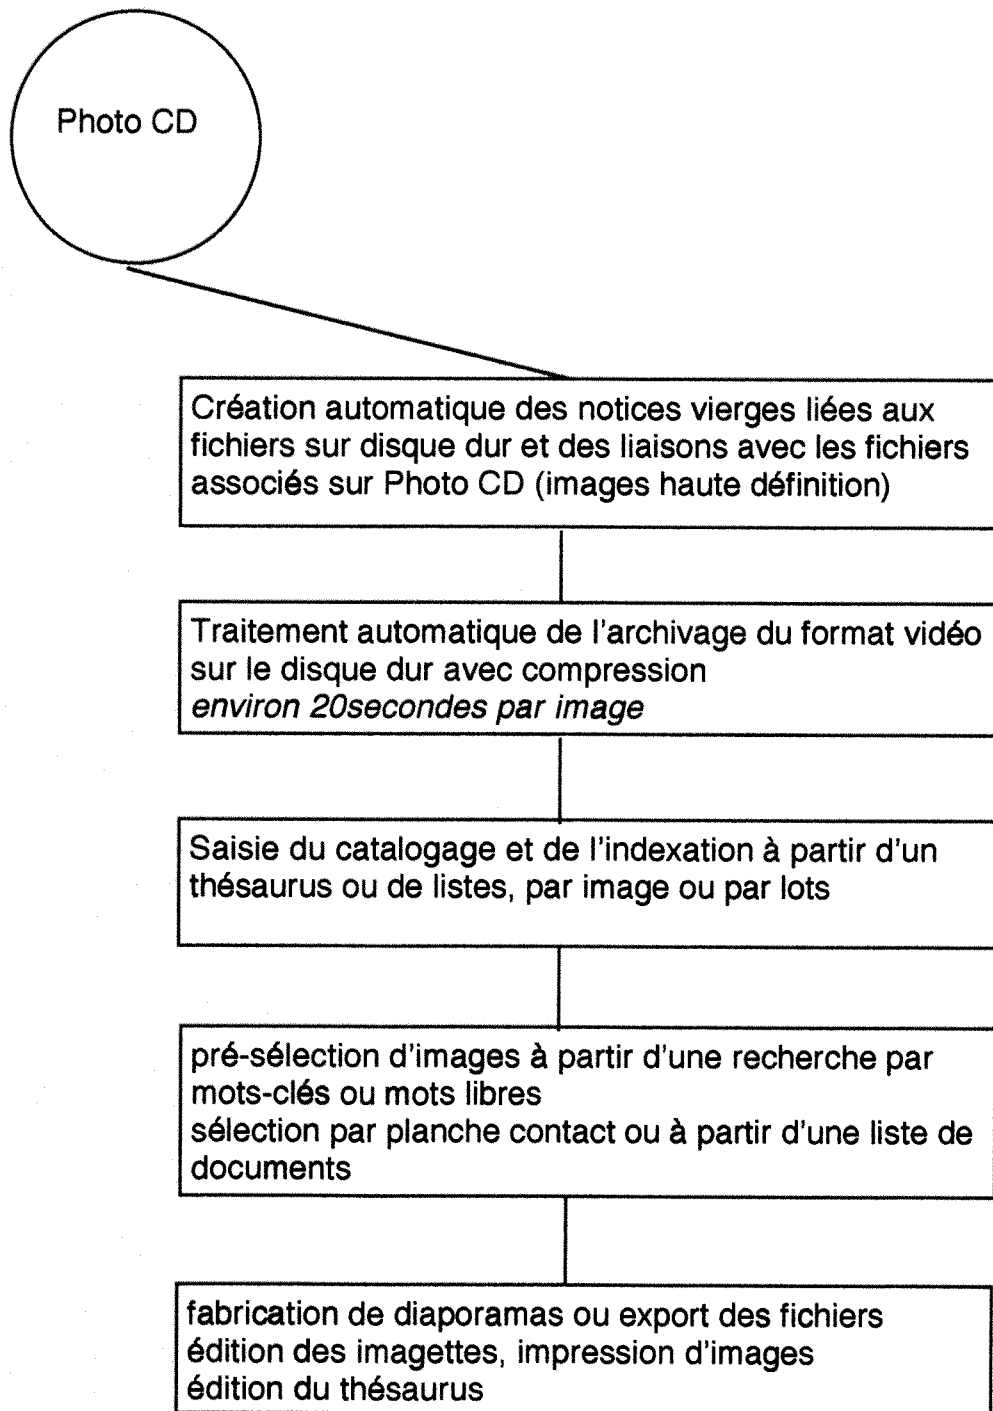 Photo CD
Création automatique des notices vierges liées aux
fichiers sur disque dur et des liaisons avec les fichiers
associés sur Photo CD (images haute définition)
Traitement automatique de l'archivage du format vidéo
sur le disque dur avec compression
environ 20secondes par image
Saisie du catalogage et de l'indexation à partir d'un
thésaurus ou de listes, par image ou par lots
pré-sélection d'images à partir d'une recherche par
mots-clés ou mots libres
sélection par planche contact ou à partir d'une liste de
documents
fabrication de diaporamas ou export des fichiers
édition des imagettes, impression d'images
édition du thésaurus